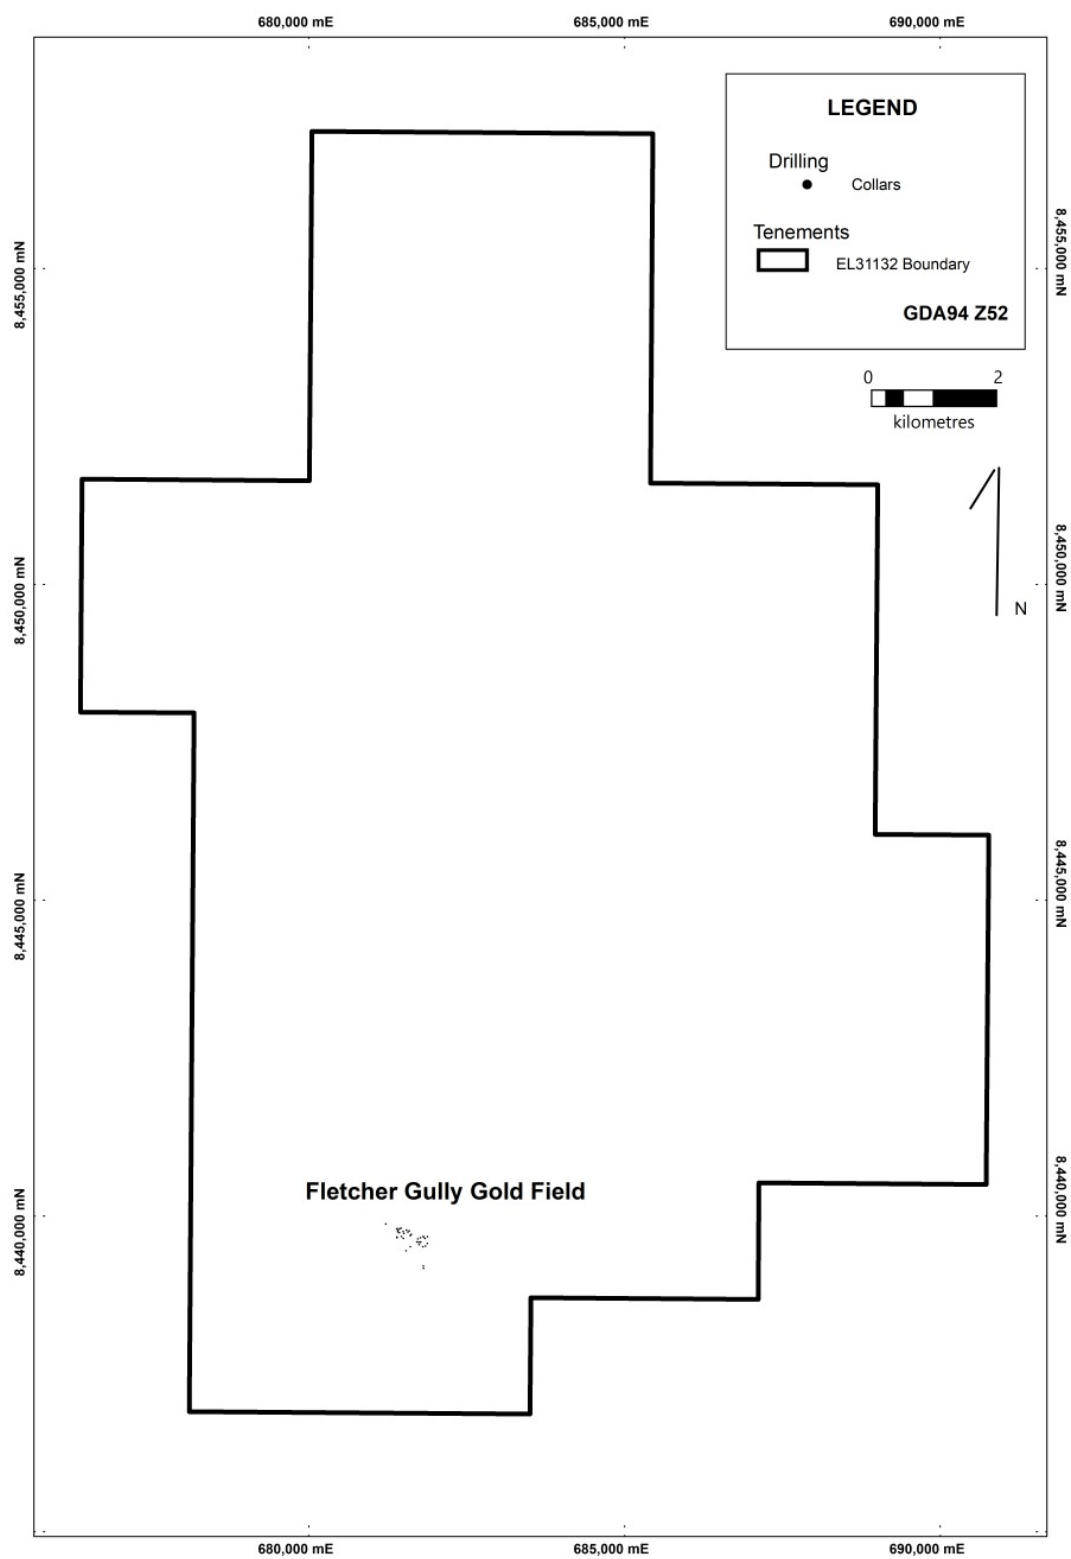 680,000 mE
685,000 mE
690,000 mE
LEGEND
Drilling
Collars
Tenements
EL31132 Boundary
GDA94 Z52
8,455,000 mN
8,455,000 mN
0
2
kilometres
N
8,450,000 mN
8,450,000 mN
8,445,000 mN
8,445,000 mN
Fletcher Gully Gold Field
8,440,000 mN
8,440,000 mN
680,000 mE
685,000 mE
690,000 mE